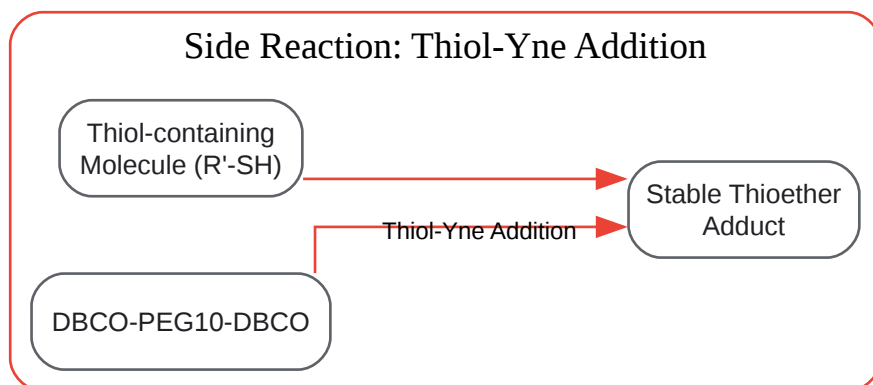 Side Reaction: Thiol-Yne Addition
Thiol-containing
Molecule (R'-SH)
Stable Thioether
Adduct
Thiol-Yne Addition
DBCO-PEG10-DBCO